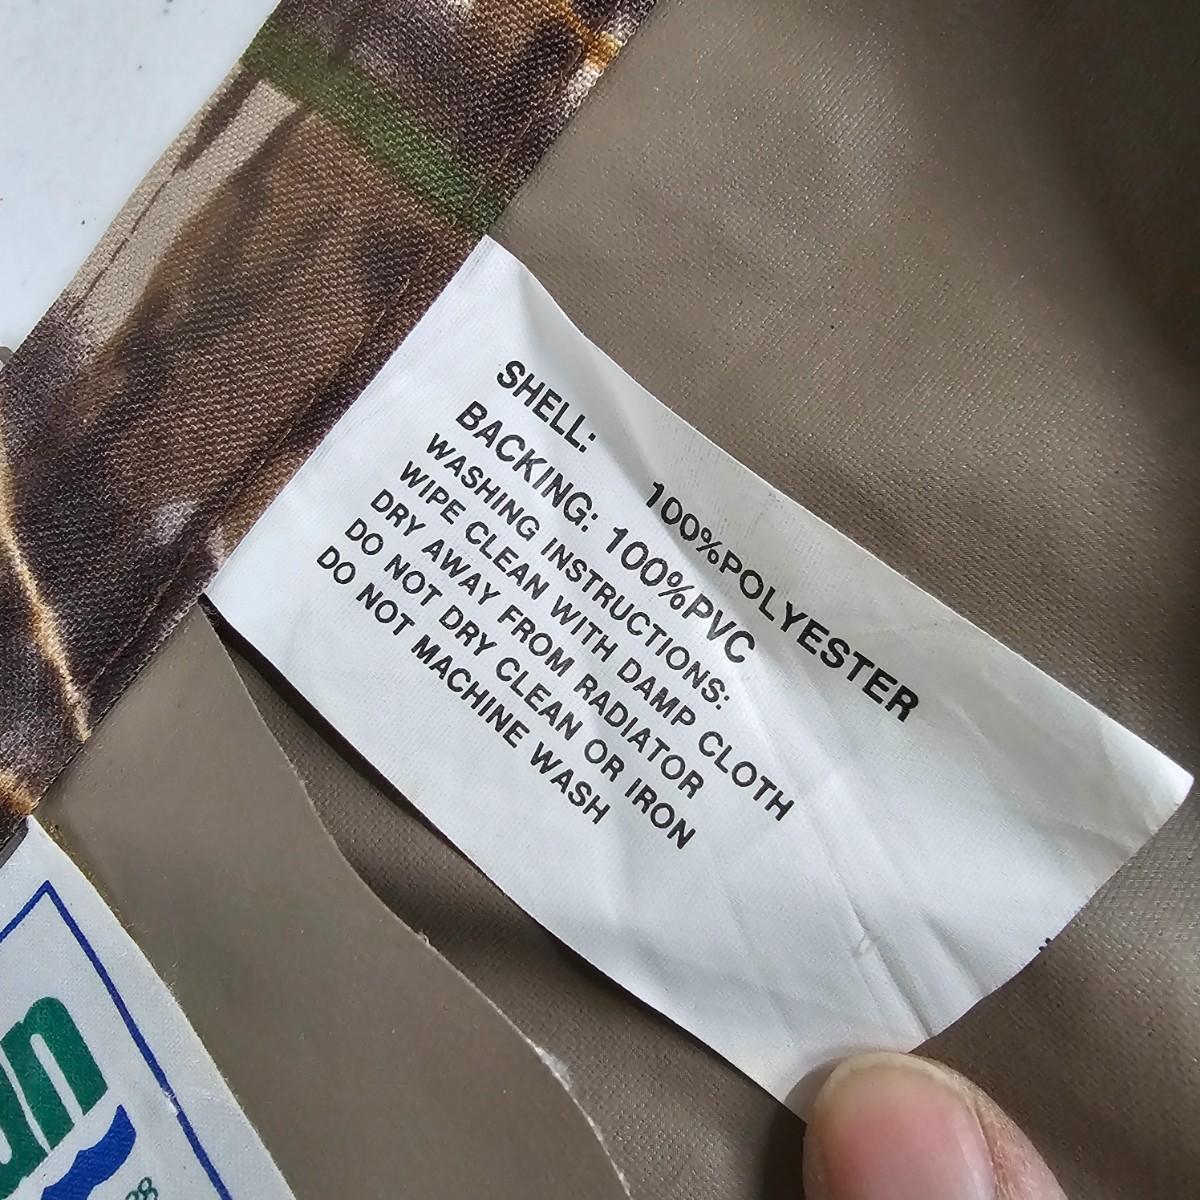 SHELL: 100%POLYESTER
BACKING: 100%PVC
WASHING INSTRUCTIONS:
WIPE CLEAN WITH DAMP CLOTH
DRY AWAY FROM RADIATOR
DO NOT DRY CLEAN OR IRON
DO NOT MACHINE WASH